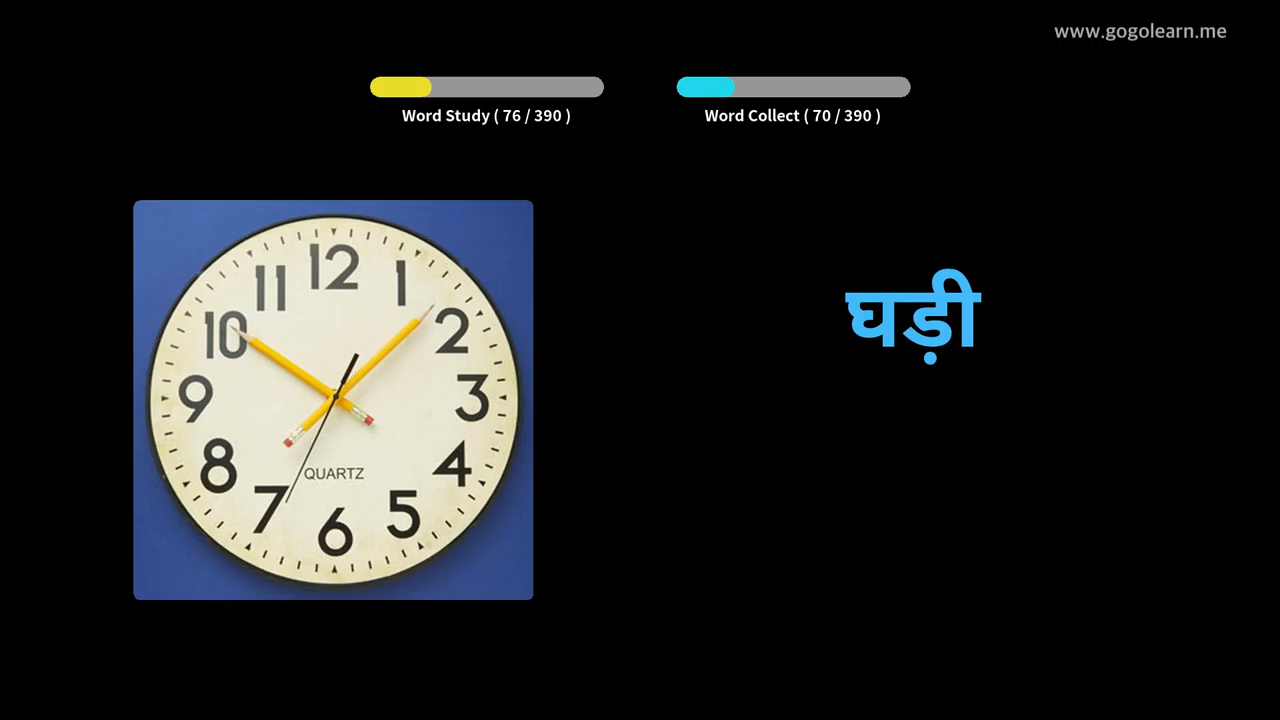 www.gogolearn.me
Word Study ( 76 / 390 )
Word Collect ( 70 / 390 )
12
11
1
10
2
9
3
8
4
QUARTZ
7
5
6
घड़ी